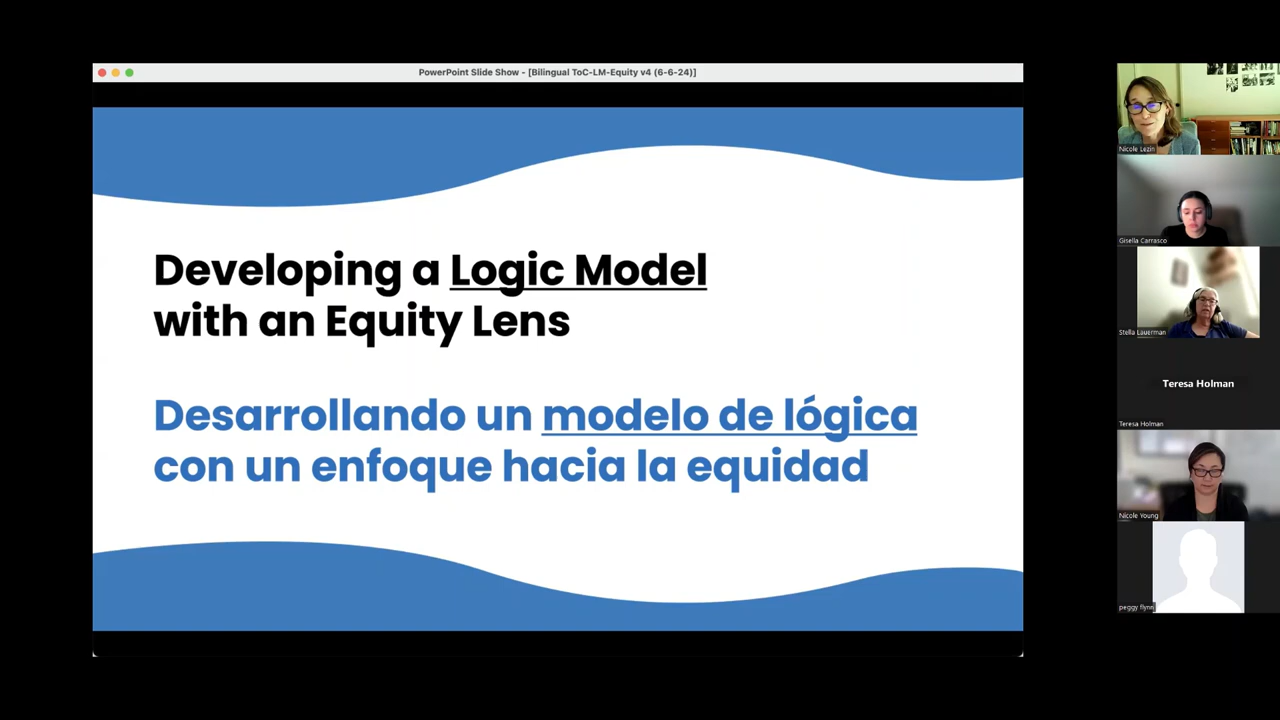 PowerPoint Slide Show - [Bilingual ToC-LM-Equity v4 (6-6-24)]
Developing a Logic Model
with an Equity Lens
Desarrollando un modelo de lógica
con un enfoque hacia la equidad
Nicole Lezin
Gisella Carrasco
Stella Lauerman
Teresa Holman
Teresa Holman
Nicole Young
peggy flynn